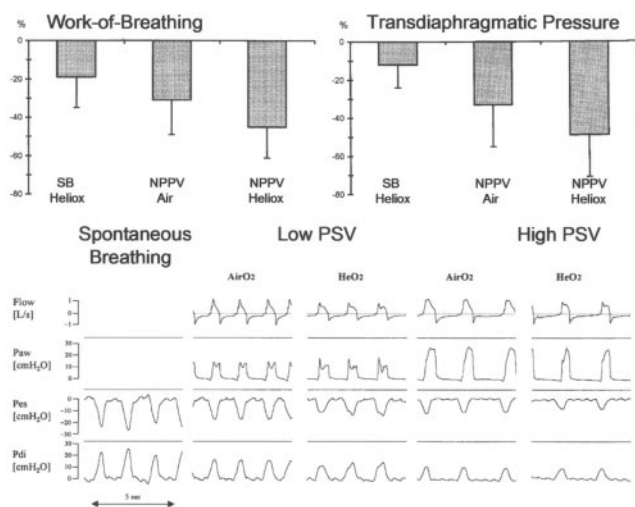 Work-of-Breathing
Transdiaphragmatic Pressure
%
0
-20
-40
-60
-80
SB
Heliox
NPPV
Air
NPPV
Heliox
%
0
-20
-40
-60
-80
SB
Heliox
NPPV
Air
NPPV
Heliox
Spontaneous
Breathing
Low PSV
High PSV
AirO2
HeO2
AirO2
HeO2
Flow
[L/s]
1
0
-1
Paw
[cmH2O]
30
20
10
0
Pes
[cmH2O]
0
-10
-20
-30
Pdi
[cmH2O]
30
20
10
0
5 sec